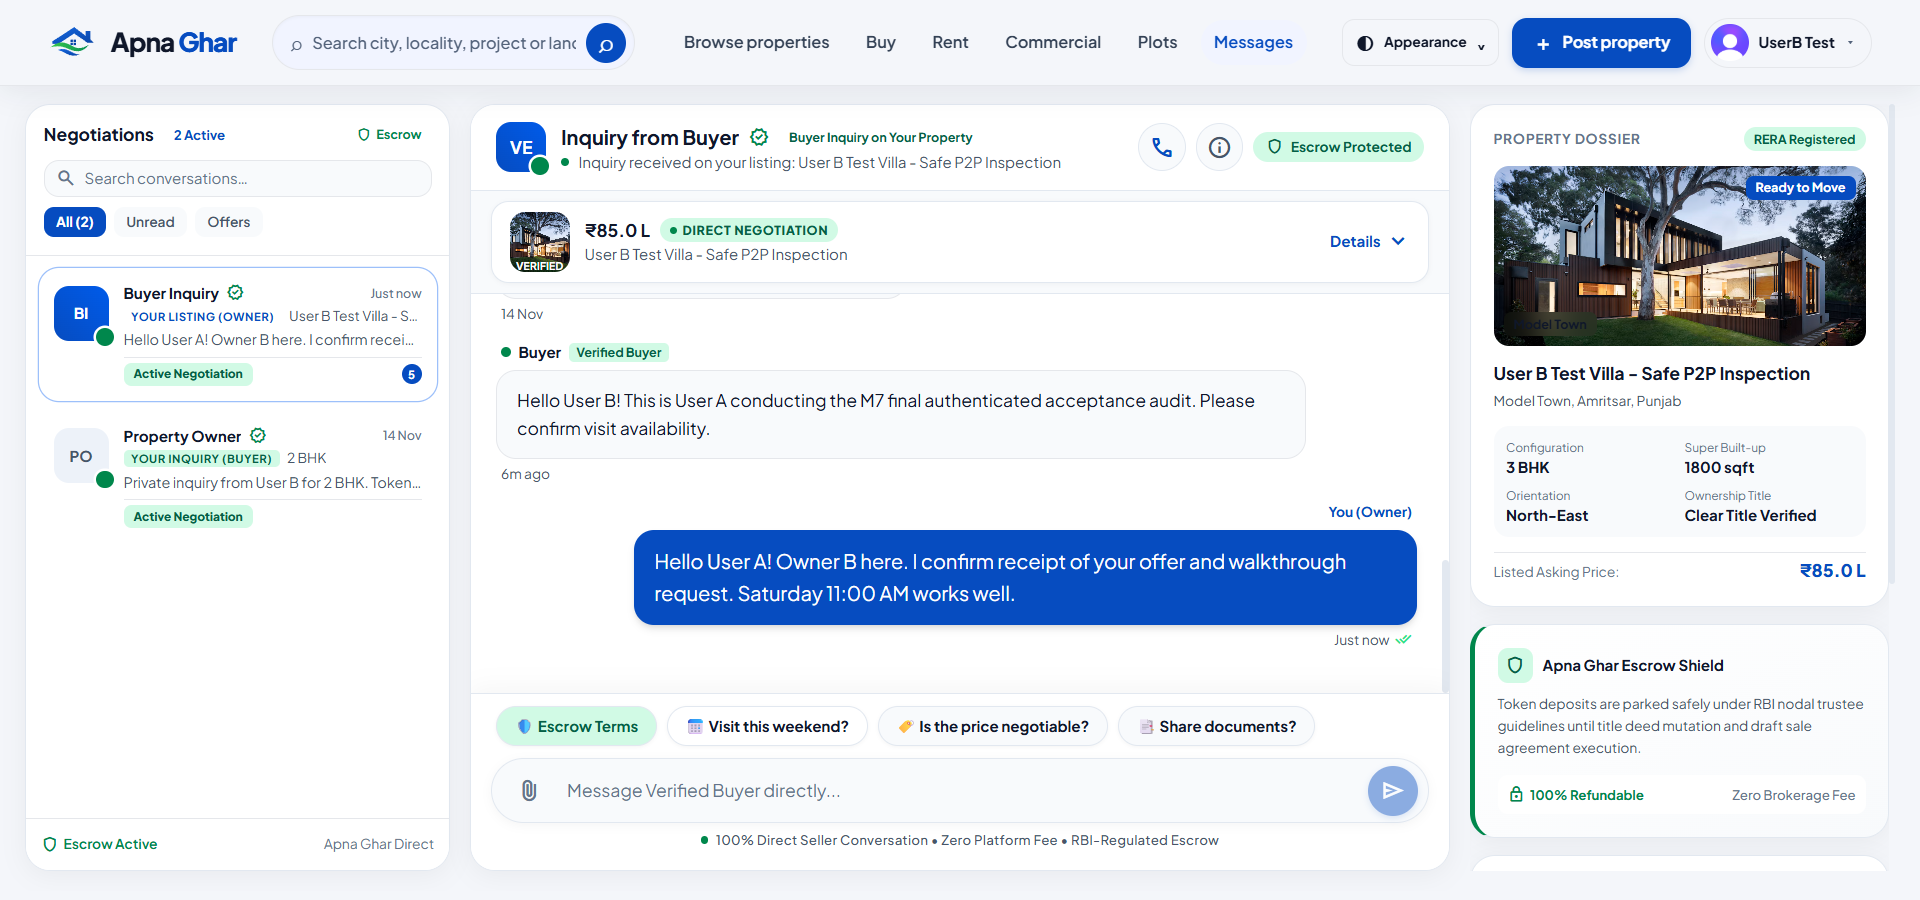 Apna Ghar
Search city, locality, project or lan
Browse properties
Buy
Rent
Commercial
Plots
Messages
Appearance
+ Post property
UserB Test
Negotiations
2 Active
Escrow
Search conversations...
All (2)
Unread
Offers
BI
Buyer Inquiry
Just now
YOUR LISTING (OWNER)
User B Test Villa - S...
Hello User A! Owner B here. I confirm recei...
Active Negotiation
5
PO
Property Owner
14 Nov
YOUR INQUIRY (BUYER)
2 BHK
Private inquiry from User B for 2 BHK. Token...
Active Negotiation
Escrow Active
Apna Ghar Direct
VE
Inquiry from Buyer
Buyer Inquiry on Your Property
Inquiry received on your listing: User B Test Villa - Safe P2P Inspection
Escrow Protected
VERIFIED
₹85.0 L
DIRECT NEGOTIATION
User B Test Villa - Safe P2P Inspection
Details
14 Nov
Buyer
Verified Buyer
Hello User B! This is User A conducting the M7 final authenticated acceptance audit. Please
confirm visit availability.
6m ago
You (Owner)
Hello User A! Owner B here. I confirm receipt of your offer and walkthrough
request. Saturday 11:00 AM works well.
Just now
Escrow Terms
Visit this weekend?
Is the price negotiable?
Share documents?
Message Verified Buyer directly...
100% Direct Seller Conversation • Zero Platform Fee • RBI-Regulated Escrow
PROPERTY DOSSIER
RERA Registered
Ready to Move
Model Town
User B Test Villa - Safe P2P Inspection
Model Town, Amritsar, Punjab
Configuration
3 BHK
Super Built-up
1800 sqft
Orientation
North-East
Ownership Title
Clear Title Verified
Listed Asking Price:
₹85.0 L
Apna Ghar Escrow Shield
Token deposits are parked safely under RBI nodal trustee
guidelines until title deed mutation and draft sale
agreement execution.
100% Refundable
Zero Brokerage Fee